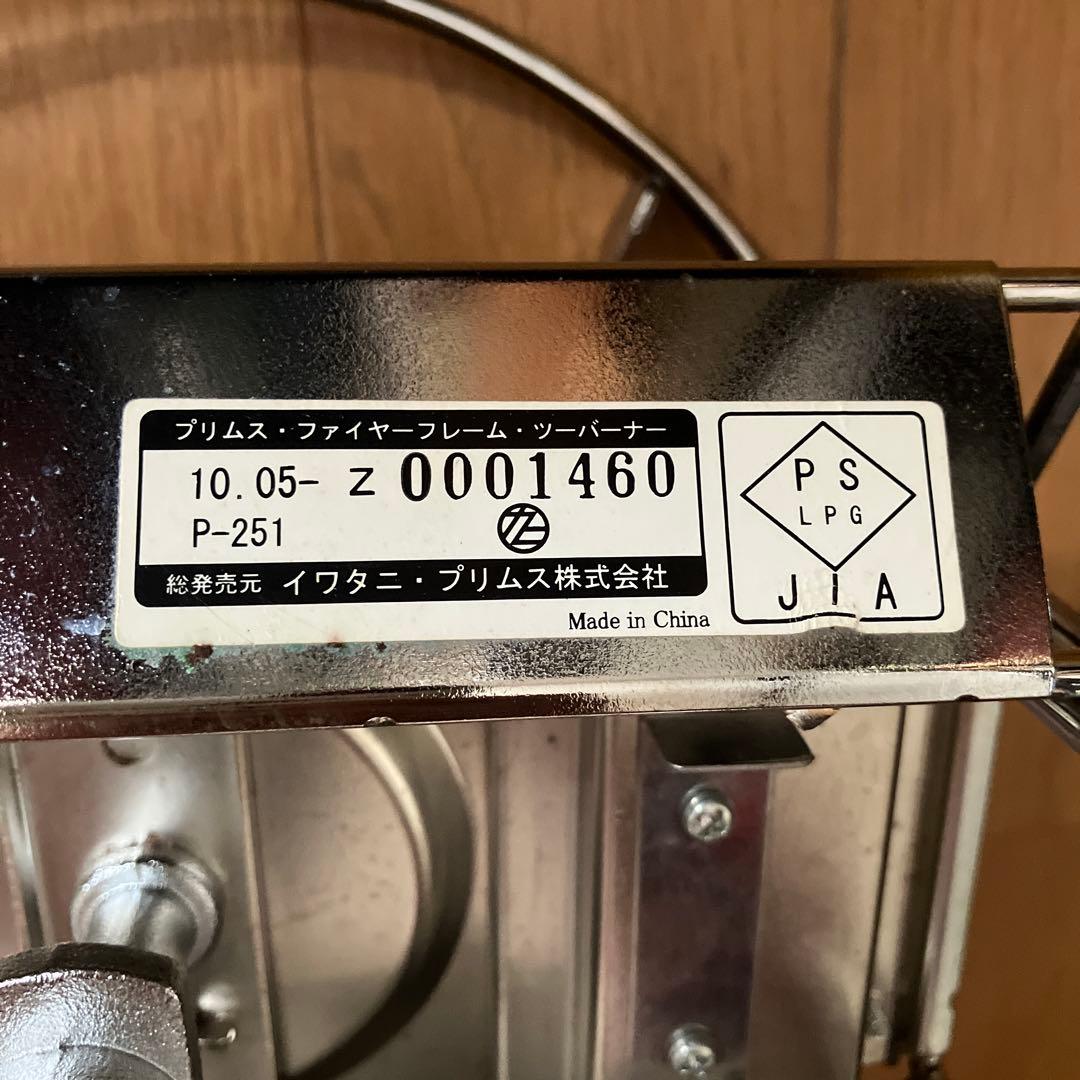 プリムス・ファイヤーフレーム・ツーバーナー
10.05- Z 0001460
P-251
総発売元 イワタニ・プリムス株式会社
Made in China
PS
LPG
JIA